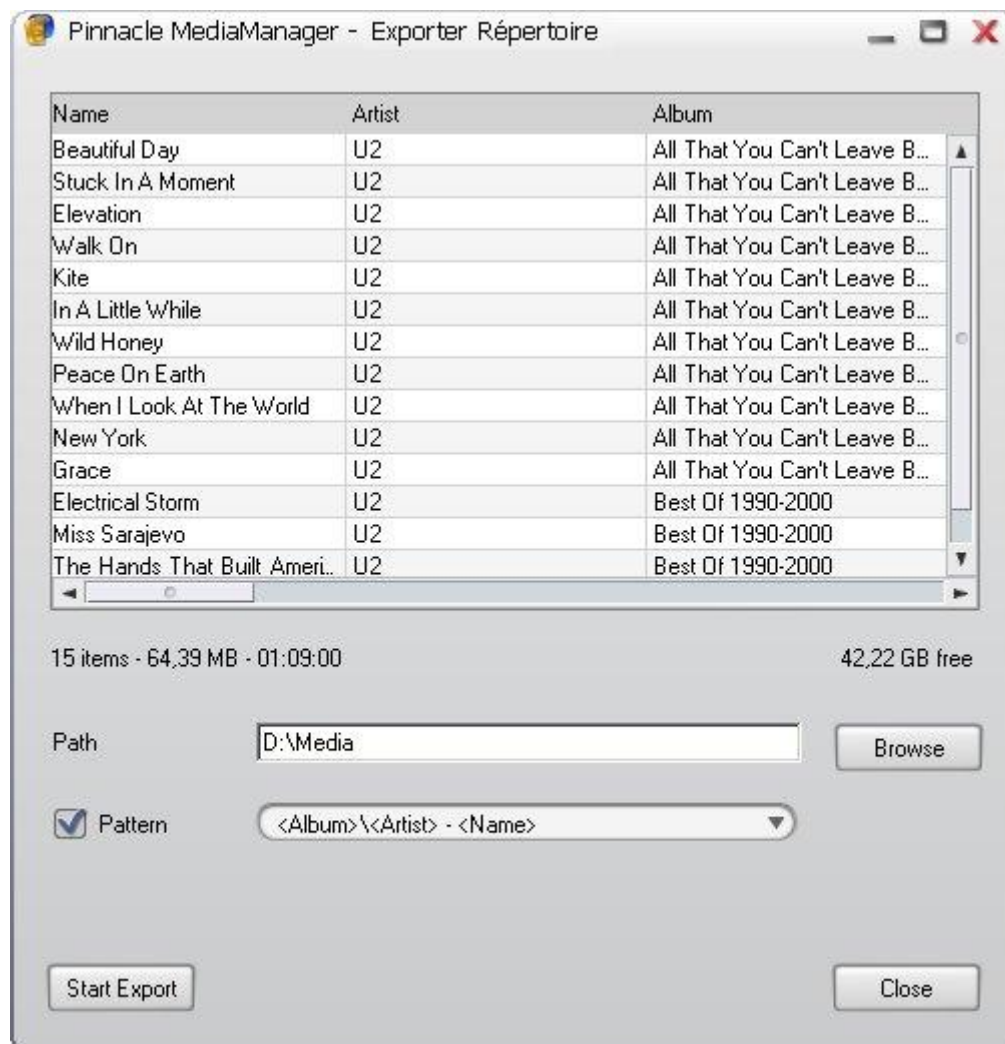 Pinnacle MediaManager - Exporter Répertoire
Name Artist Album
Beautiful Day U2 All That You Can't Leave B...
Stuck In A Moment U2 All That You Can't Leave B...
Elevation U2 All That You Can't Leave B...
Walk On U2 All That You Can't Leave B...
Kite U2 All That You Can't Leave B...
In A Little While U2 All That You Can't Leave B...
Wild Honey U2 All That You Can't Leave B...
Peace On Earth U2 All That You Can't Leave B...
When I Look At The World U2 All That You Can't Leave B...
New York U2 All That You Can't Leave B...
Grace U2 All That You Can't Leave B...
Electrical Storm U2 Best Of 1990-2000
Miss Sarajevo U2 Best Of 1990-2000
The Hands That Built Ameri... U2 Best Of 1990-2000
15 items - 64,39 MB - 01:09:00 42,22 GB free
Path D:\Media Browse
Pattern <Album>\<Artist> - <Name>
Start Export Close